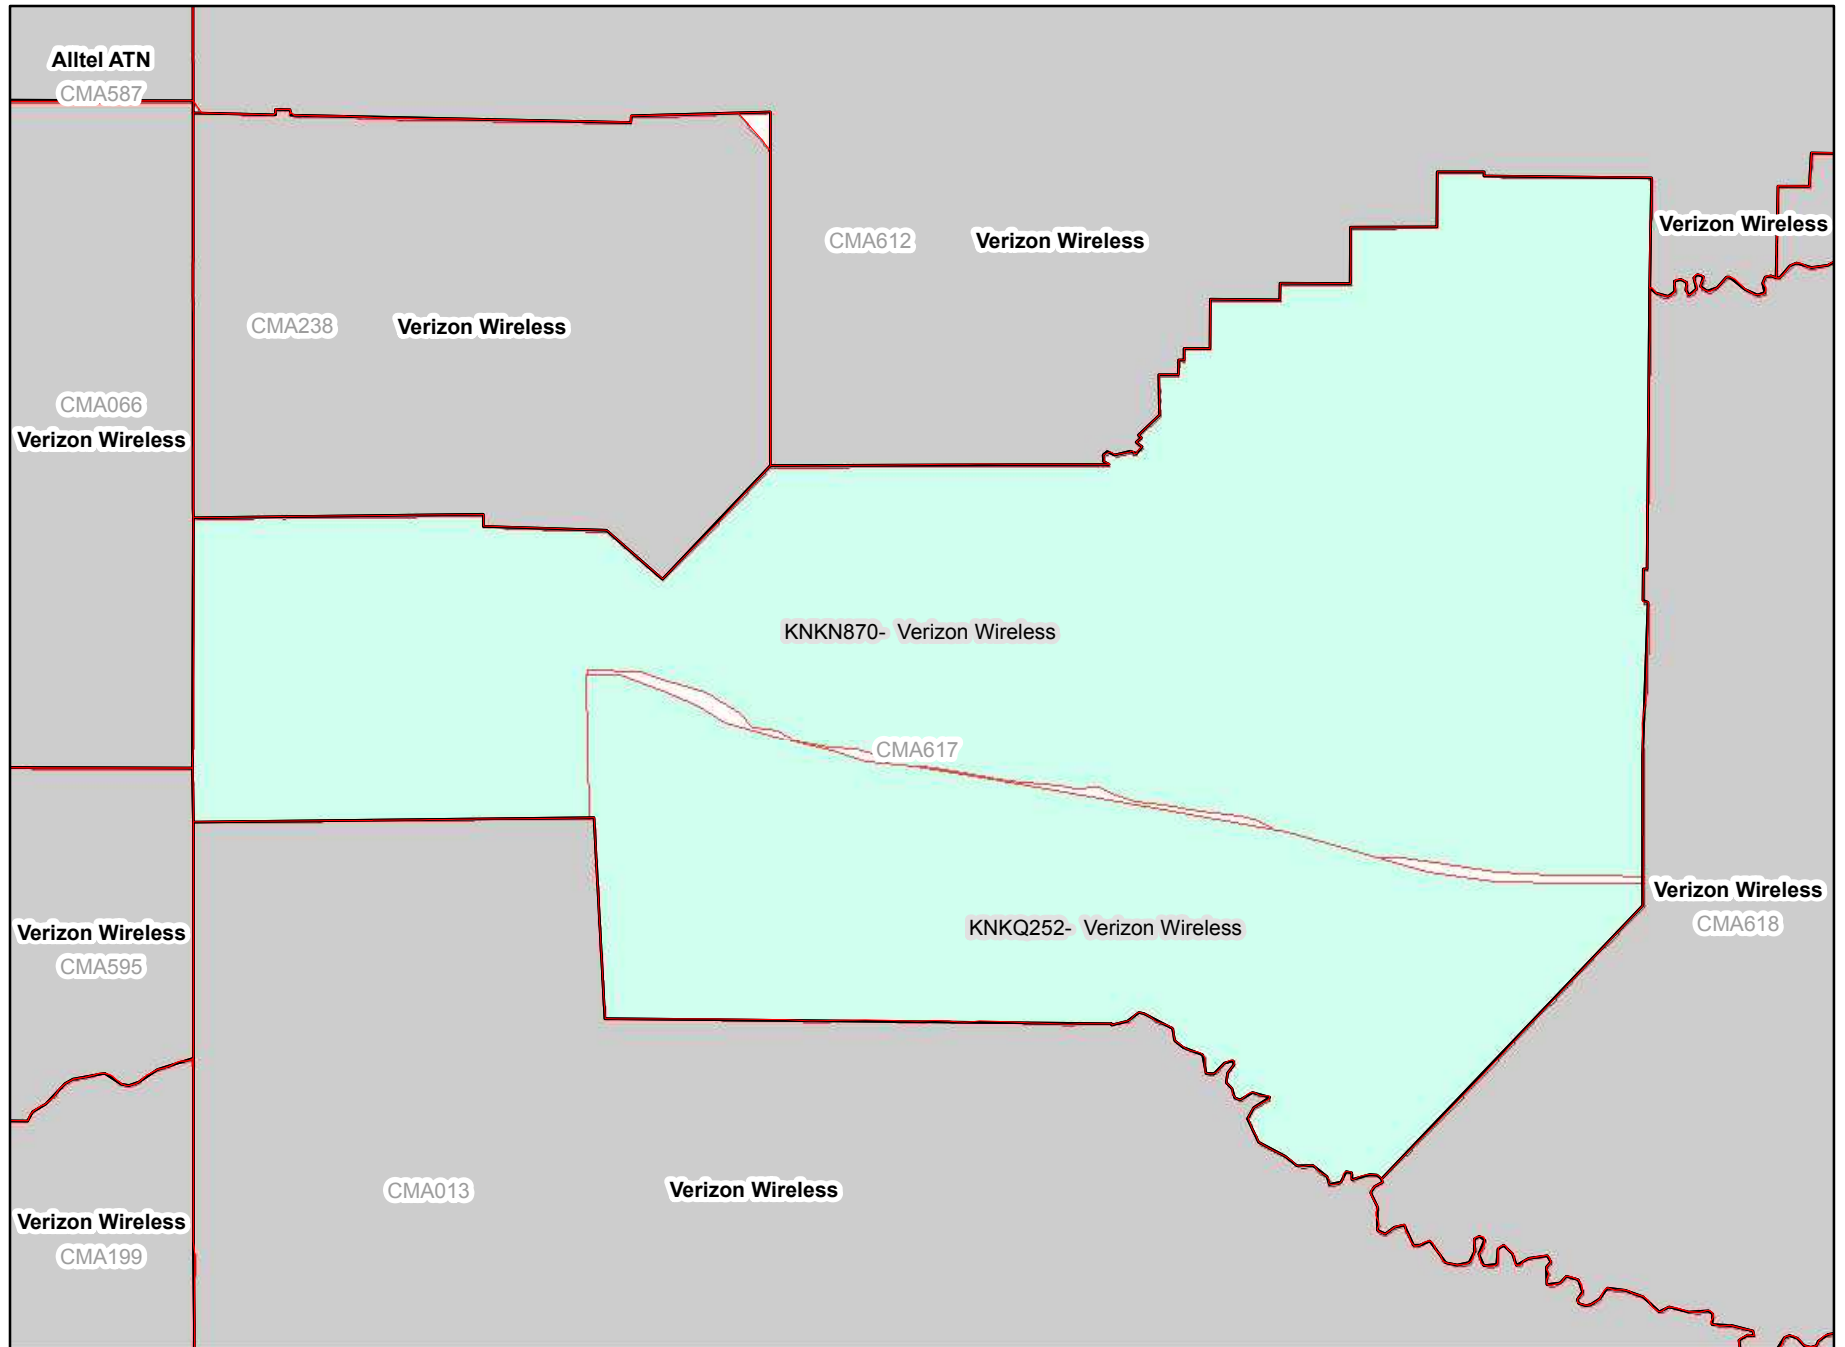 Alltel ATN
CMA587
Verizon Wireless
CMA612 Verizon Wireless
CMA238 Verizon Wireless
CMA066
Verizon Wireless
KNKN870- Verizon Wireless
CMA617
Verizon Wireless
CMA618
KNKQ252- Verizon Wireless
Verizon Wireless
CMA595
CMA013 Verizon Wireless
Verizon Wireless
CMA199